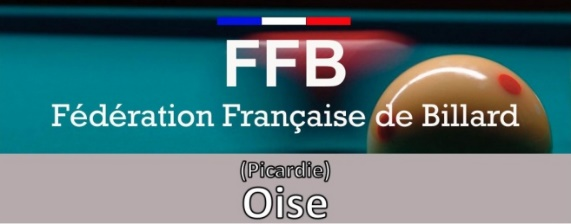 FFB
Fédération Française de Billard
(Picardie)
Oise